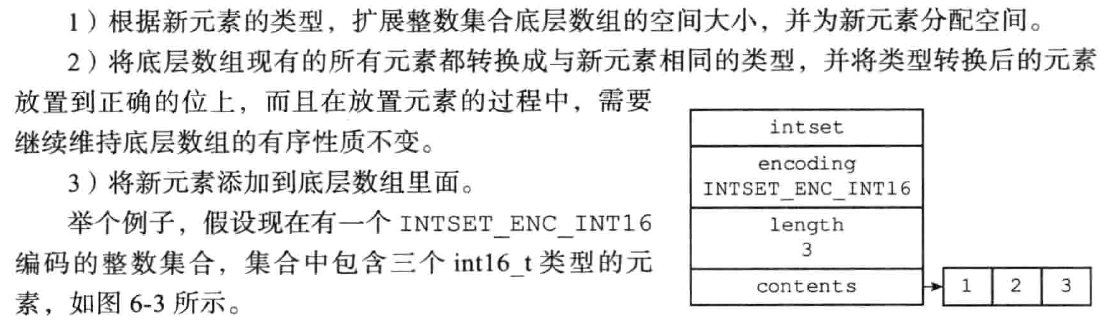 1）根据新元素的类型，扩展整数集合底层数组的空间大小，并为新元素分配空间。
2）将底层数组现有的所有元素都转换成与新元素相同的类型，并将类型转换后的元素
放置到正确的位上，而且在放置元素的过程中，需要
继续维持底层数组的有序性质不变。
3）将新元素添加到底层数组里面。
举个例子，假设现在有一个 INTSET_ENC_INT16
编码的整数集合，集合中包含三个 int16_t 类型的元
素，如图 6-3 所示。
intset
encoding
INTSET_ENC_INT16
length
3
contents
1 2 3